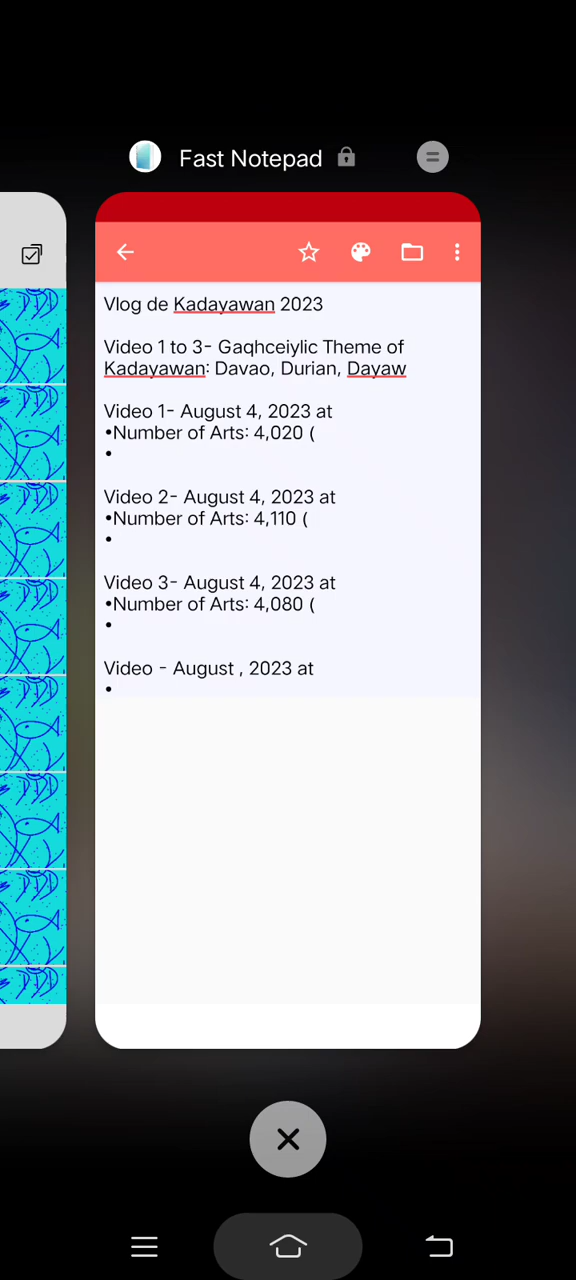 Fast Notepad
Vlog de Kadayawan 2023
Video 1 to 3- Gaqhceiylic Theme of
Kadayawan: Davao, Durian, Dayaw
Video 1- August 4, 2023 at
•Number of Arts: 4,020 (
•
Video 2- August 4, 2023 at
•Number of Arts: 4,110 (
•
Video 3- August 4, 2023 at
•Number of Arts: 4,080 (
•
Video - August , 2023 at
•